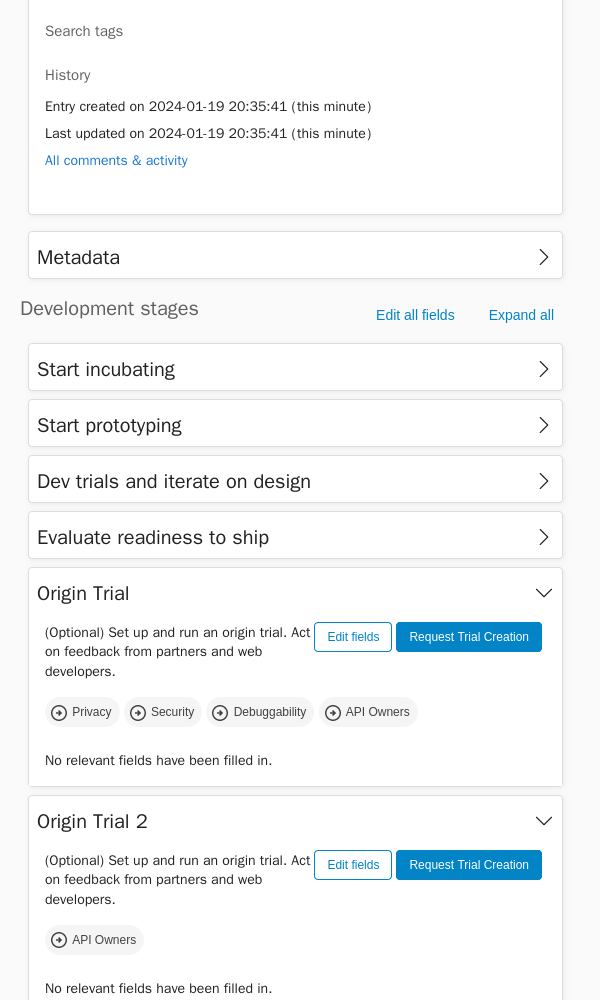 Search tags
History
Entry created on 2024-01-19 20:35:41 (this minute)
Last updated on 2024-01-19 20:35:41 (this minute)
All comments & activity
Metadata
Development stages
Edit all fields
Expand all
Start incubating
Start prototyping
Dev trials and iterate on design
Evaluate readiness to ship
Origin Trial
(Optional) Set up and run an origin trial. Act
on feedback from partners and web
developers.
Edit fields
Request Trial Creation
Privacy
Security
Debuggability
API Owners
No relevant fields have been filled in.
Origin Trial 2
(Optional) Set up and run an origin trial. Act
on feedback from partners and web
developers.
Edit fields
Request Trial Creation
API Owners
No relevant fields have been filled in.